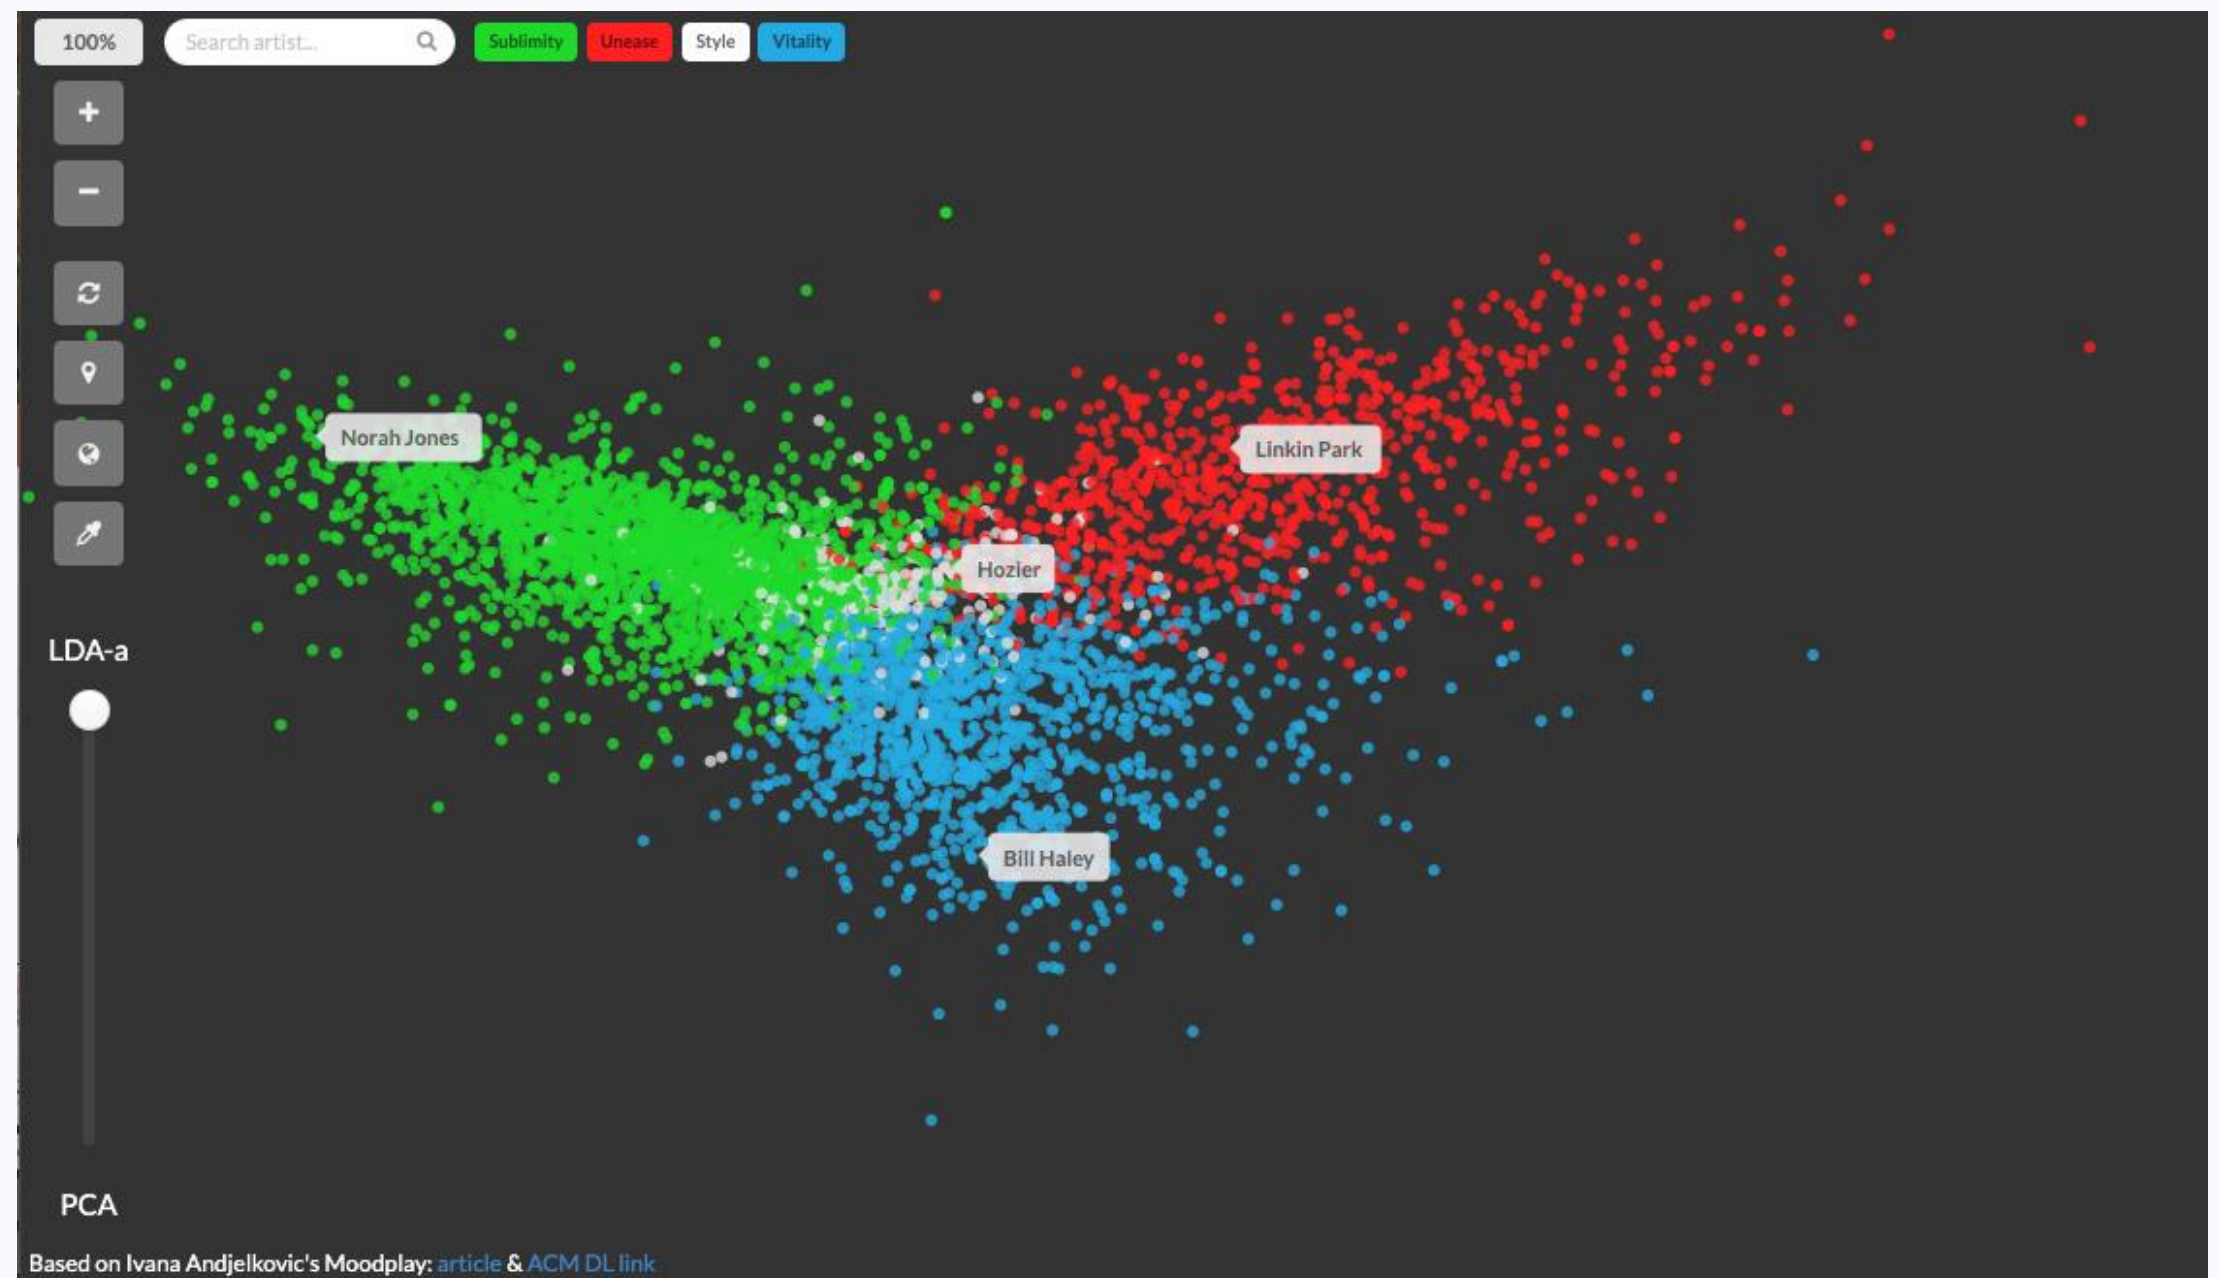 100%
Search artist...
Sublimity
Unease
Style
Vitality
Norah Jones
Linkin Park
Hozier
LDA-a
Bill Haley
PCA
Based on Ivana Andjelkovic's Moodplay: article & ACM DL link